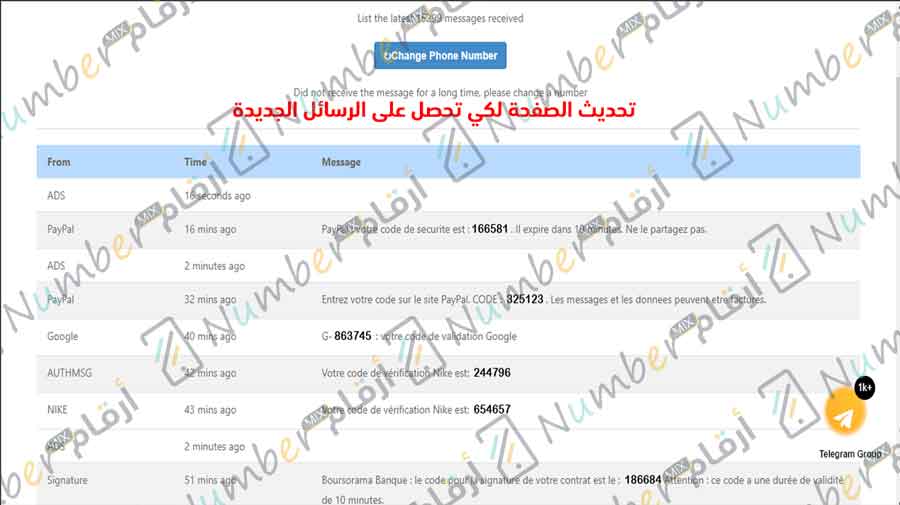 List the latest 15299 messages received
↻Change Phone Number
Did not receive the message for a long time, please change a number
تحديث الصفحة لكي تحصل على الرسائل الجديدة
From Time Message
ADS 16 seconds ago
PayPal 16 mins ago PayPal: votre code de securite est : 166581 . Il expire dans 10 minutes. Ne le partagez pas.
ADS 2 minutes ago
PayPal 32 mins ago Entrez votre code sur le site PayPal. CODE : 325123 . Les messages et les donnees peuvent etre factures.
Google 40 mins ago G- 863745 : votre code de validation Google
AUTHMSG 42 mins ago Votre code de vérification Nike est: 244796
NIKE 43 mins ago Votre code de vérification Nike est: 654657
ADS 2 minutes ago
Signature 51 mins ago Boursorama Banque : le code pour la signature de votre contrat est le : 186684 Attention : ce code a une durée de validité
de 10 minutes.
1k+
Telegram Group
Number MIX أرقام